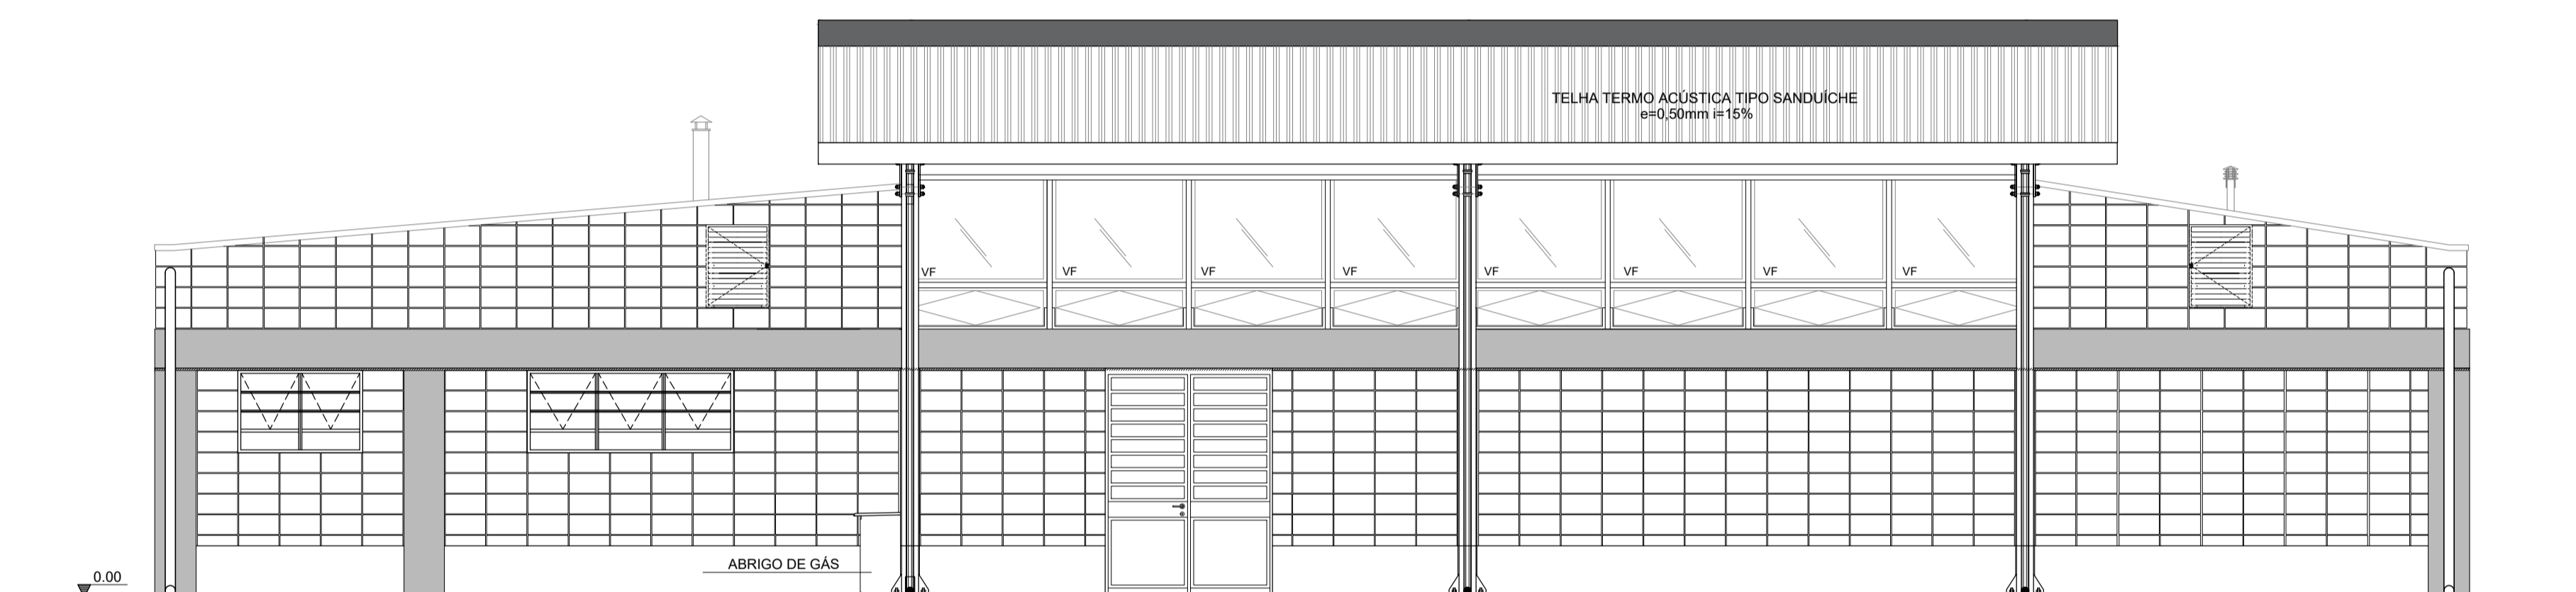 TELHA TERMO ACÚSTICA TIPO SANDUÍCHE
e=0,50mm i=15%
VF
VF
VF
VF
VF
VF
VF
VF
ABRIGO DE GÁS
0.00